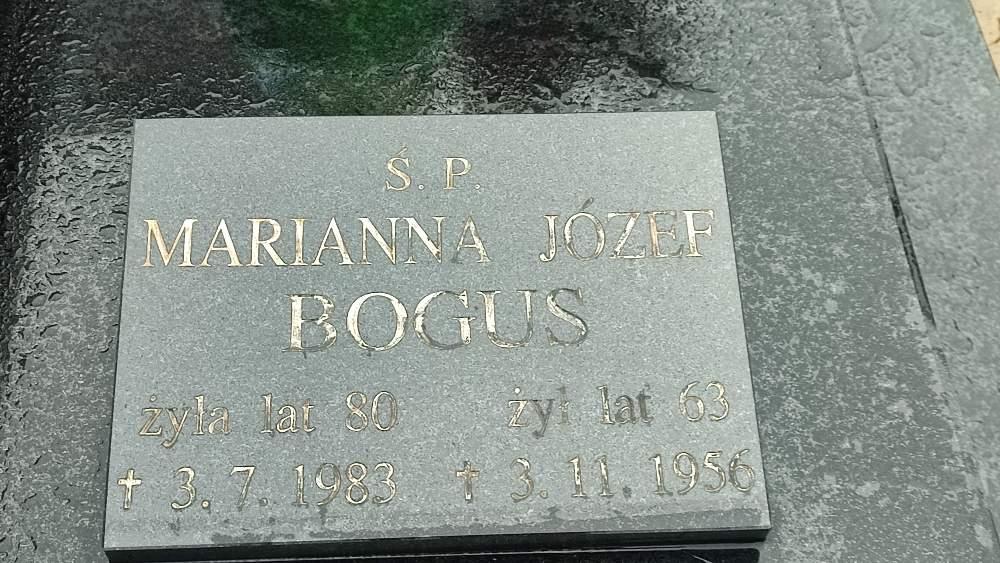 Ś. P.
MARIANNA JÓZEF
BOGUS
żyła lat 80 żył lat 63
† 3. 7. 1983 † 3. 11. 1956